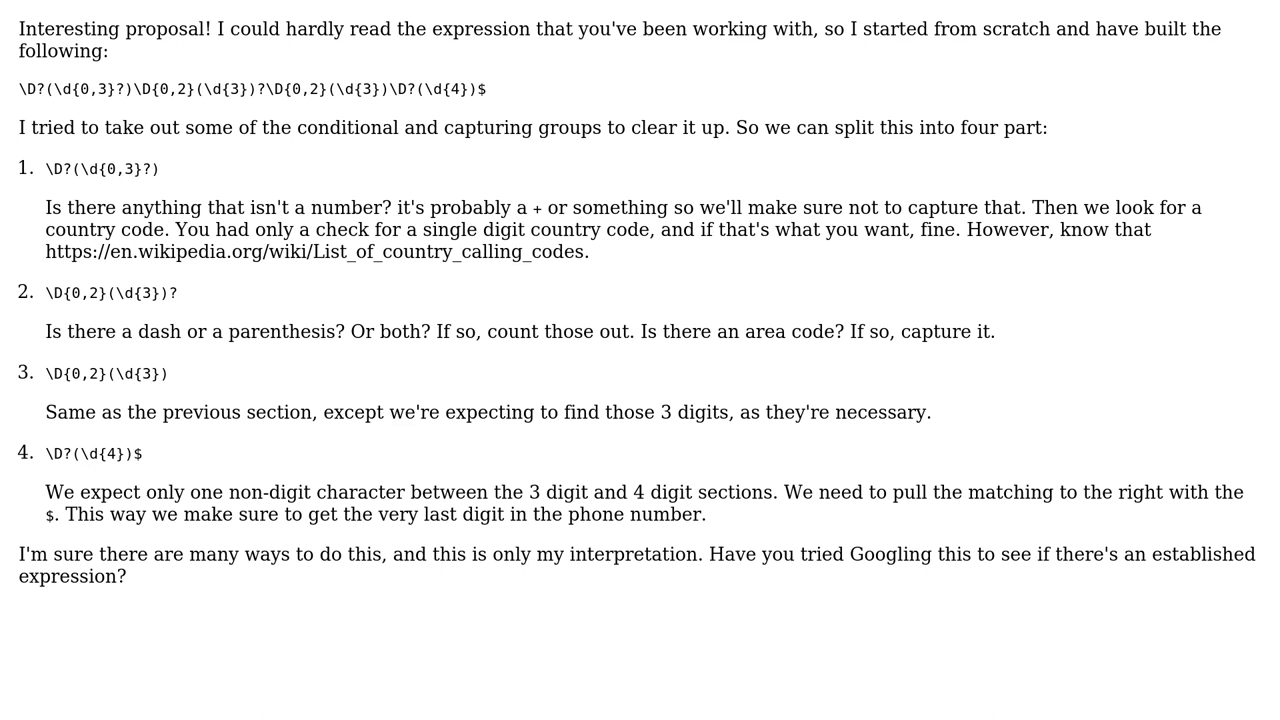 Interesting proposal! I could hardly read the expression that you've been working with, so I started from scratch and have built the
following:
\D?(\d{0,3}?)\D{0,2}(\d{3})?\D{0,2}(\d{3})\D?(\d{4})$
I tried to take out some of the conditional and capturing groups to clear it up. So we can split this into four part:
1. \D?(\d{0,3}?)
Is there anything that isn't a number? it's probably a + or something so we'll make sure not to capture that. Then we look for a
country code. You had only a check for a single digit country code, and if that's what you want, fine. However, know that
https://en.wikipedia.org/wiki/List_of_country_calling_codes.
2. \D{0,2}(\d{3})?
Is there a dash or a parenthesis? Or both? If so, count those out. Is there an area code? If so, capture it.
3. \D{0,2}(\d{3})
Same as the previous section, except we're expecting to find those 3 digits, as they're necessary.
4. \D?(\d{4})$
We expect only one non-digit character between the 3 digit and 4 digit sections. We need to pull the matching to the right with the
$. This way we make sure to get the very last digit in the phone number.
I'm sure there are many ways to do this, and this is only my interpretation. Have you tried Googling this to see if there's an established
expression?